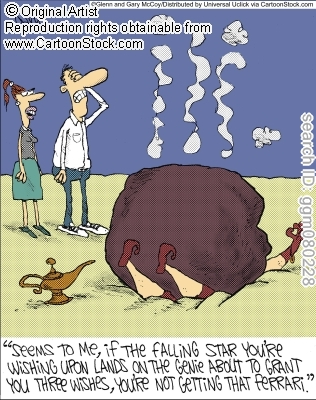 ©Glenn and Gary McCoy/Distributed by Universal Uclick via CartoonStock.com
© Original Artist
Reproduction rights obtainable from
www.CartoonStock.com
search ID: ggm080228
"SEEMS TO ME, IF THE FALLING STAR YOU'RE
WISHING UPON LANDS ON THE GENIE ABOUT TO GRANT
YOU THREE WISHES, YOU'RE NOT GETTING THAT FERRARI."